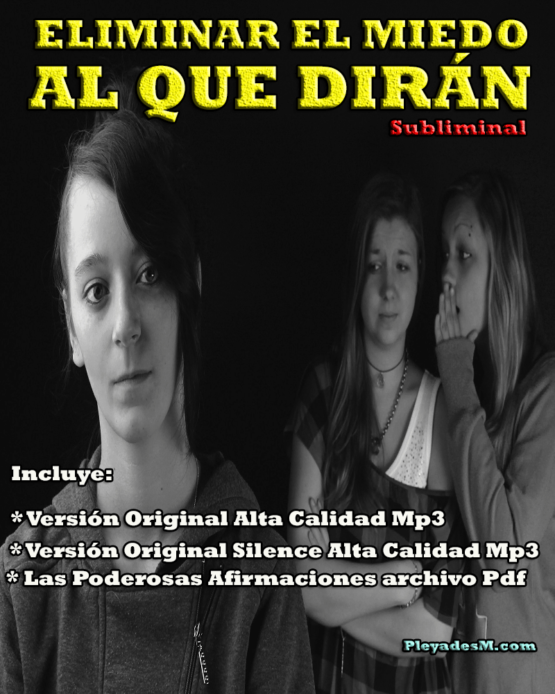 ELIMINAR EL MIEDO
AL QUE DIRÁN
Subliminal
Incluye:
* Versión Original Alta Calidad Mp3
* Versión Original Silence Alta Calidad Mp3
* Las Poderosas Afirmaciones archivo Pdf
PleyadesM.com